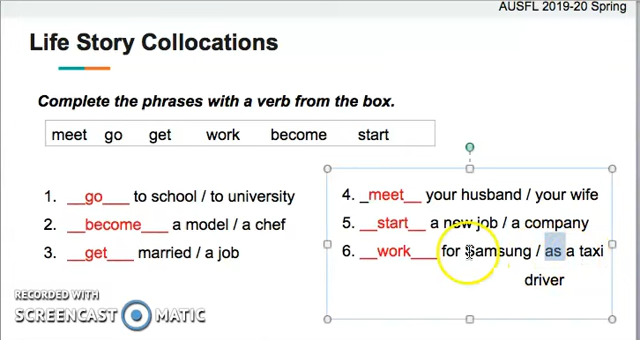 AUSFL 2019-20 Spring
Life Story Collocations
Complete the phrases with a verb from the box.
meet go get work become start
1. __go___ to school / to university
2. __become___ a model / a chef
3. __get___ married / a job
4. _meet__ your husband / your wife
5. __start__ a new job / a company
6. __work___ for Samsung / as a taxi
driver
RECORDED WITH
SCREENCAST MATIC